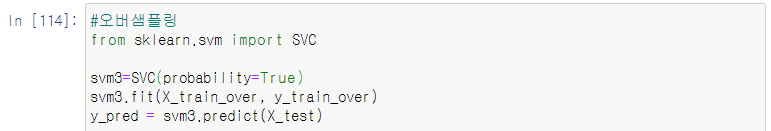 In [114]:
#오버샘플링
from sklearn.svm import SVC
svm3=SVC(probability=True)
svm3.fit(X_train_over, y_train_over)
y_pred = svm3.predict(X_test)